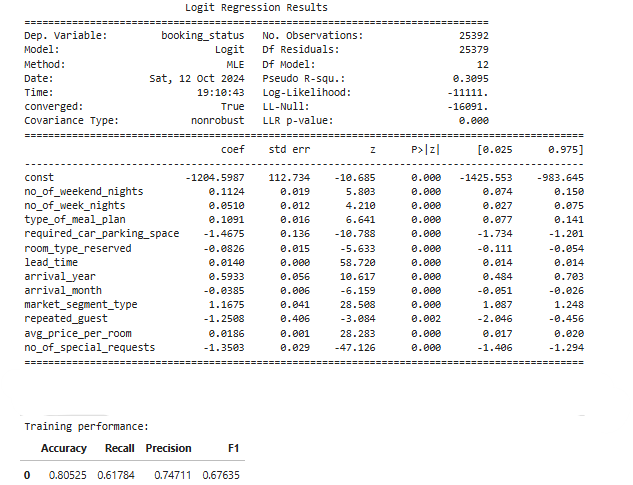 Logit Regression Results
==============================================================================
Dep. Variable: booking_status No. Observations: 25392
Model: Logit Df Residuals: 25379
Method: MLE Df Model: 12
Date: Sat, 12 Oct 2024 Pseudo R-squ.: 0.3095
Time: 19:10:43 Log-Likelihood: -11111.
converged: True LL-Null: -16091.
Covariance Type: nonrobust LLR p-value: 0.000
==============================================================================
coef std err z P>|z| [0.025 0.975]
------------------------------------------------------------------------------
const -1204.5987 112.734 -10.685 0.000 -1425.553 -983.645
no_of_weekend_nights 0.1124 0.019 5.803 0.000 0.074 0.150
no_of_week_nights 0.0510 0.012 4.210 0.000 0.027 0.075
type_of_meal_plan 0.1091 0.016 6.641 0.000 0.077 0.141
required_car_parking_space -1.4675 0.136 -10.788 0.000 -1.734 -1.201
room_type_reserved -0.0826 0.015 -5.633 0.000 -0.111 -0.054
lead_time 0.0140 0.000 58.720 0.000 0.014 0.014
arrival_year 0.5933 0.056 10.617 0.000 0.484 0.703
arrival_month -0.0385 0.006 -6.159 0.000 -0.051 -0.026
market_segment_type 1.1675 0.041 28.508 0.000 1.087 1.248
repeated_guest -1.2508 0.406 -3.084 0.002 -2.046 -0.456
avg_price_per_room 0.0186 0.001 28.283 0.000 0.017 0.020
no_of_special_requests -1.3503 0.029 -47.126 0.000 -1.406 -1.294
==============================================================================
Training performance:
Accuracy Recall Precision F1
0 0.80525 0.61784 0.74711 0.67635